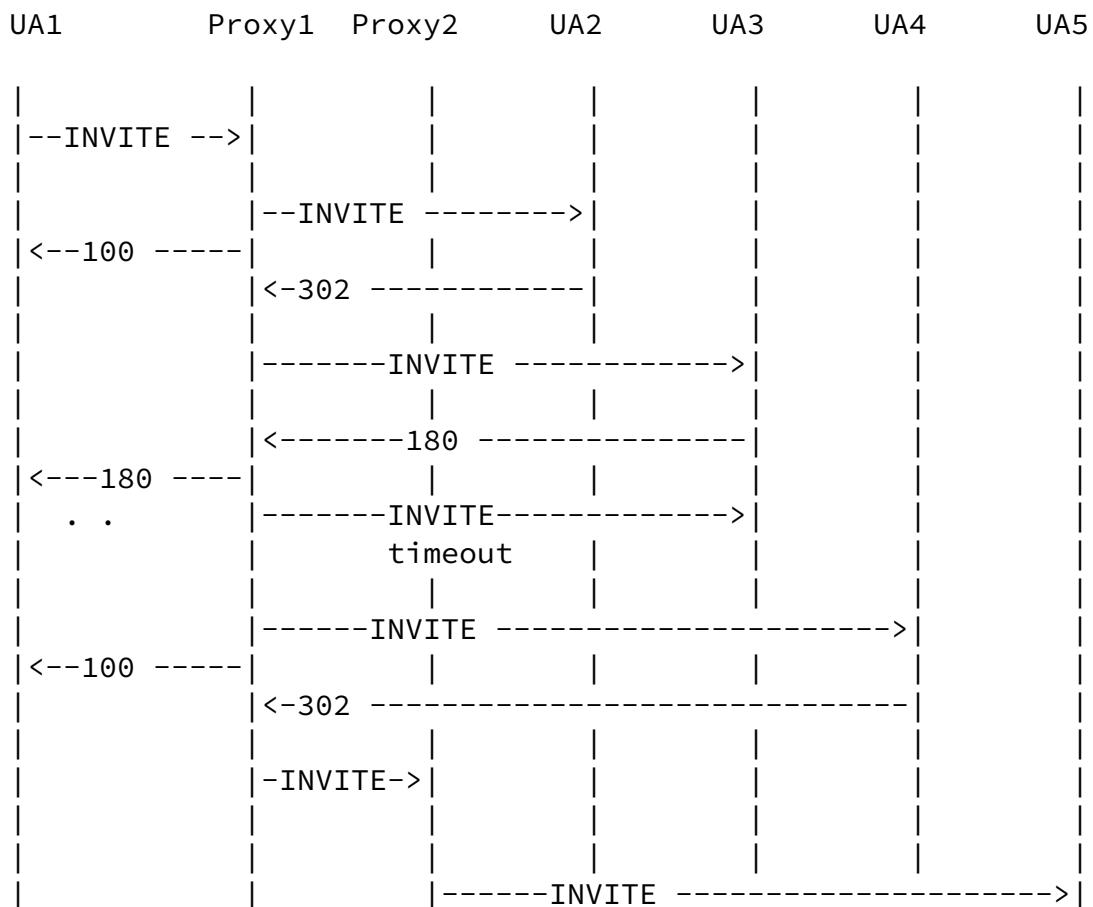 UA1 Proxy1 Proxy2 UA2 UA3 UA4 UA5
--INVITE -->
--INVITE -------->
<--100 -----
<-302 ------------
-------INVITE ------------>
<-------180 ---------------
<---180 ----
. . -------INVITE------------->
timeout
------INVITE ---------------------->
<--100 -----
<-302 ------------------------------
-INVITE->
------INVITE --------------------->